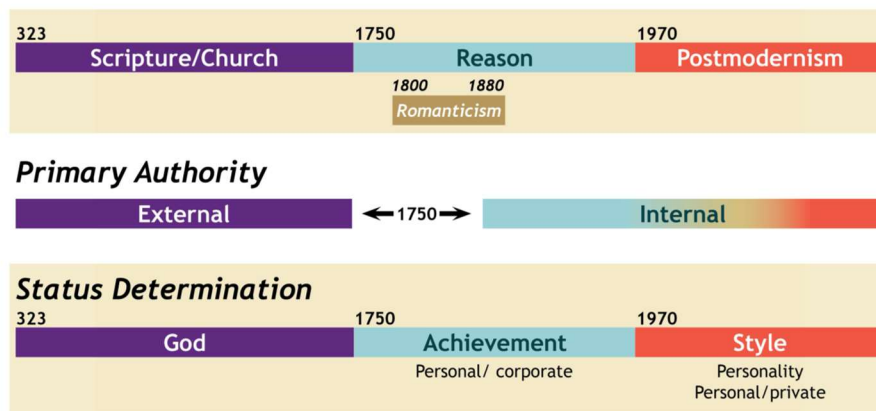 323 1750 1970
Scripture/Church Reason Postmodernism
1800 1880
Romanticism
Primary Authority
External 1750 Internal
Status Determination
323 1750 1970
God Achievement Style
Personal/ corporate Personality
Personal/private